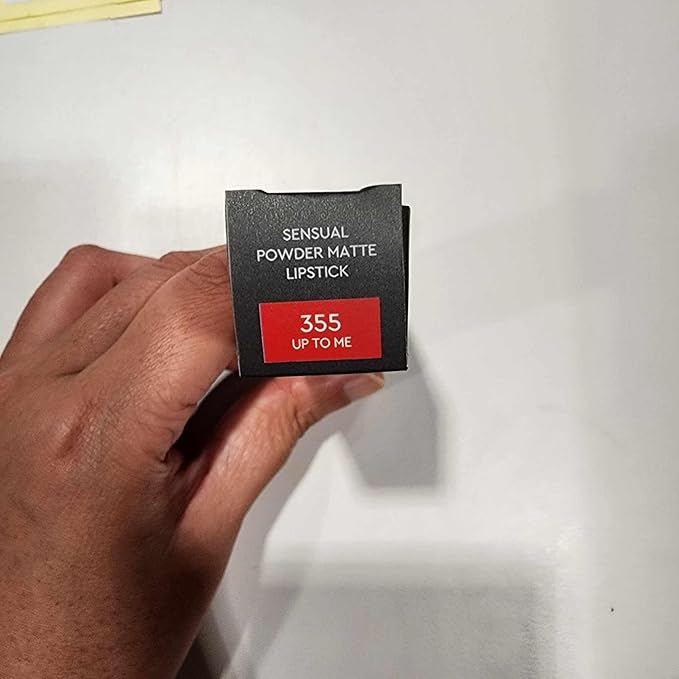 SENSUAL
POWDER MATTE
LIPSTICK
355
UP TO ME